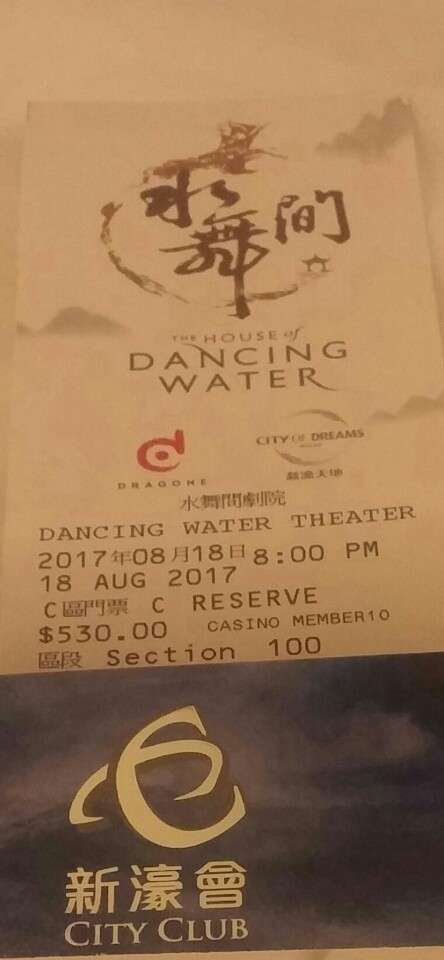 水舞間
THE HOUSE of
DANCING
WATER
DRAGONE
CITY OF DREAMS
新濠天地
水舞間劇院
DANCING WATER THEATER
2017年08月18日 8:00 PM
18 AUG 2017
C區門票 C RESERVE
$530.00 CASINO MEMBER10
區段 Section 100
新濠會
CITY CLUB